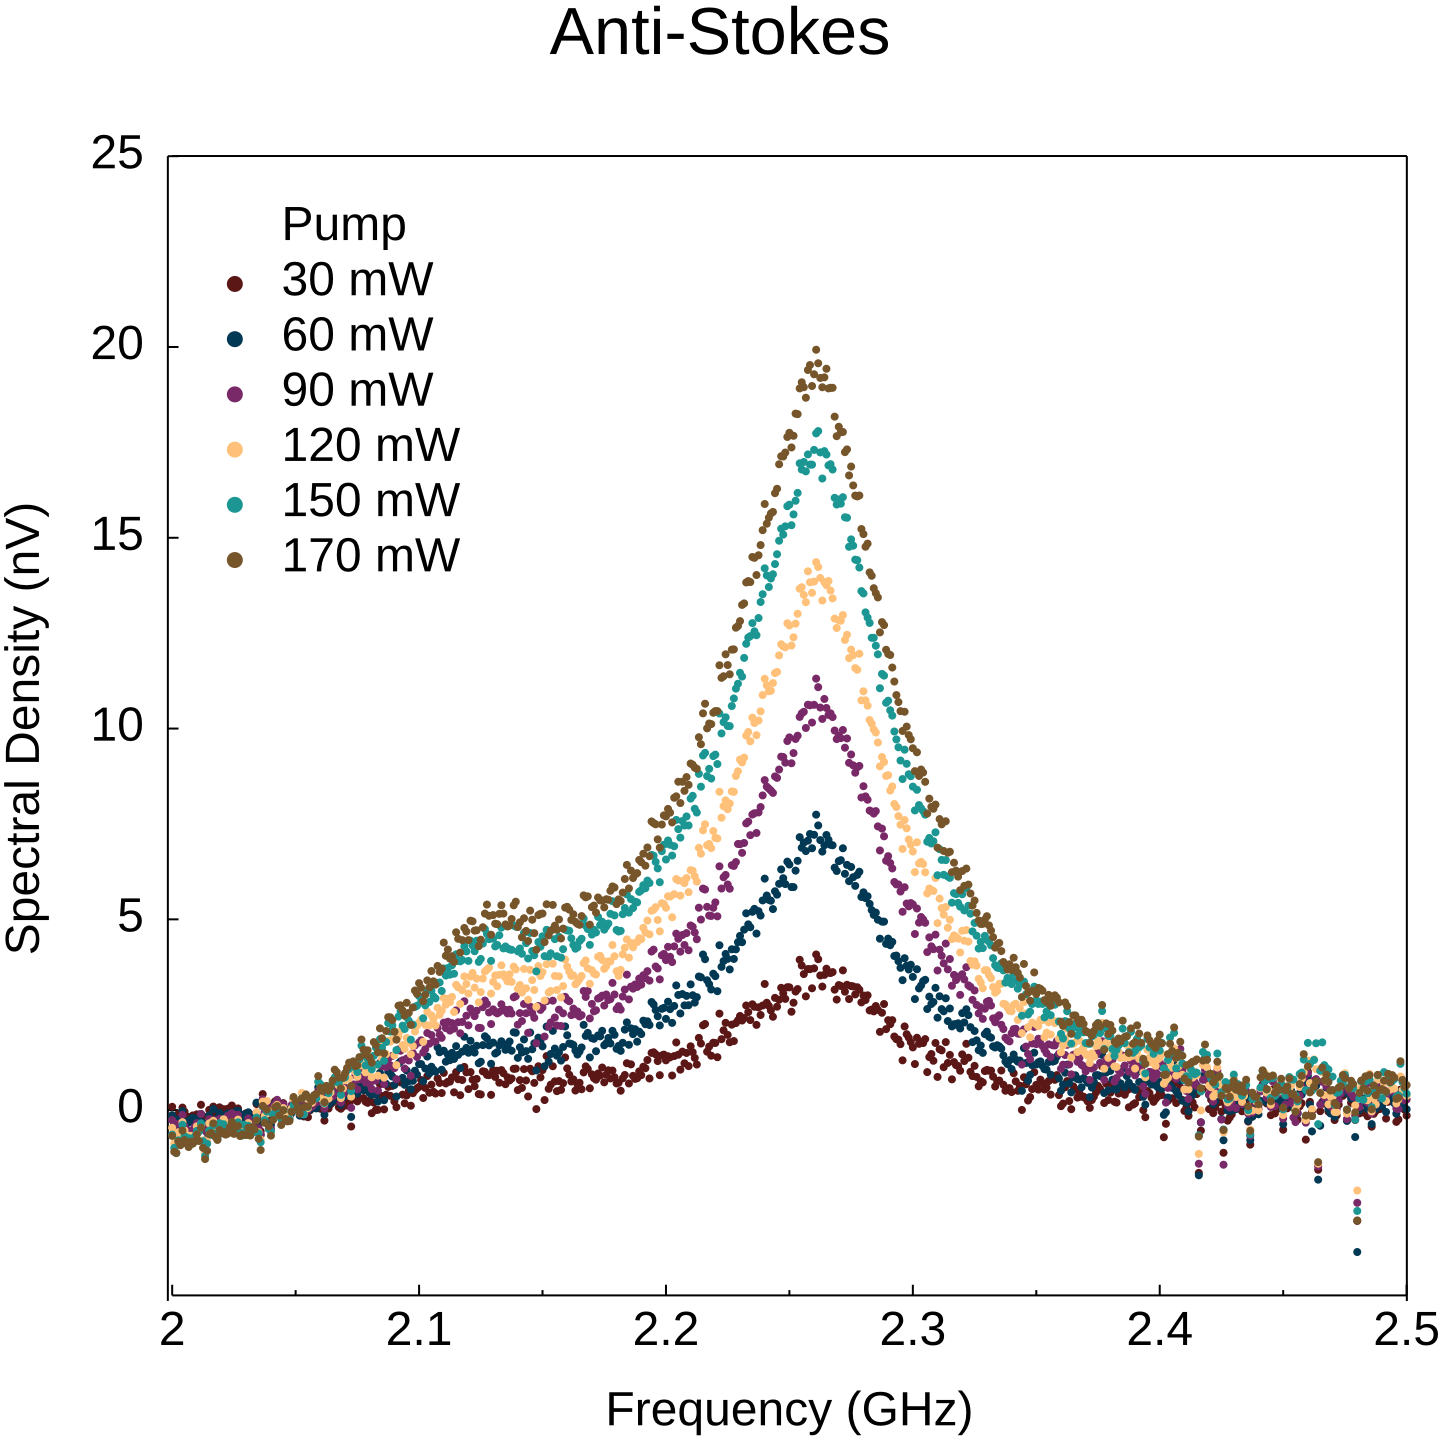 Anti-Stokes
25
20
15
10
5
0
Spectral Density (nV)
Pump
30 mW
60 mW
90 mW
120 mW
150 mW
170 mW
2
2.1
2.2
2.3
2.4
2.5
Frequency (GHz)